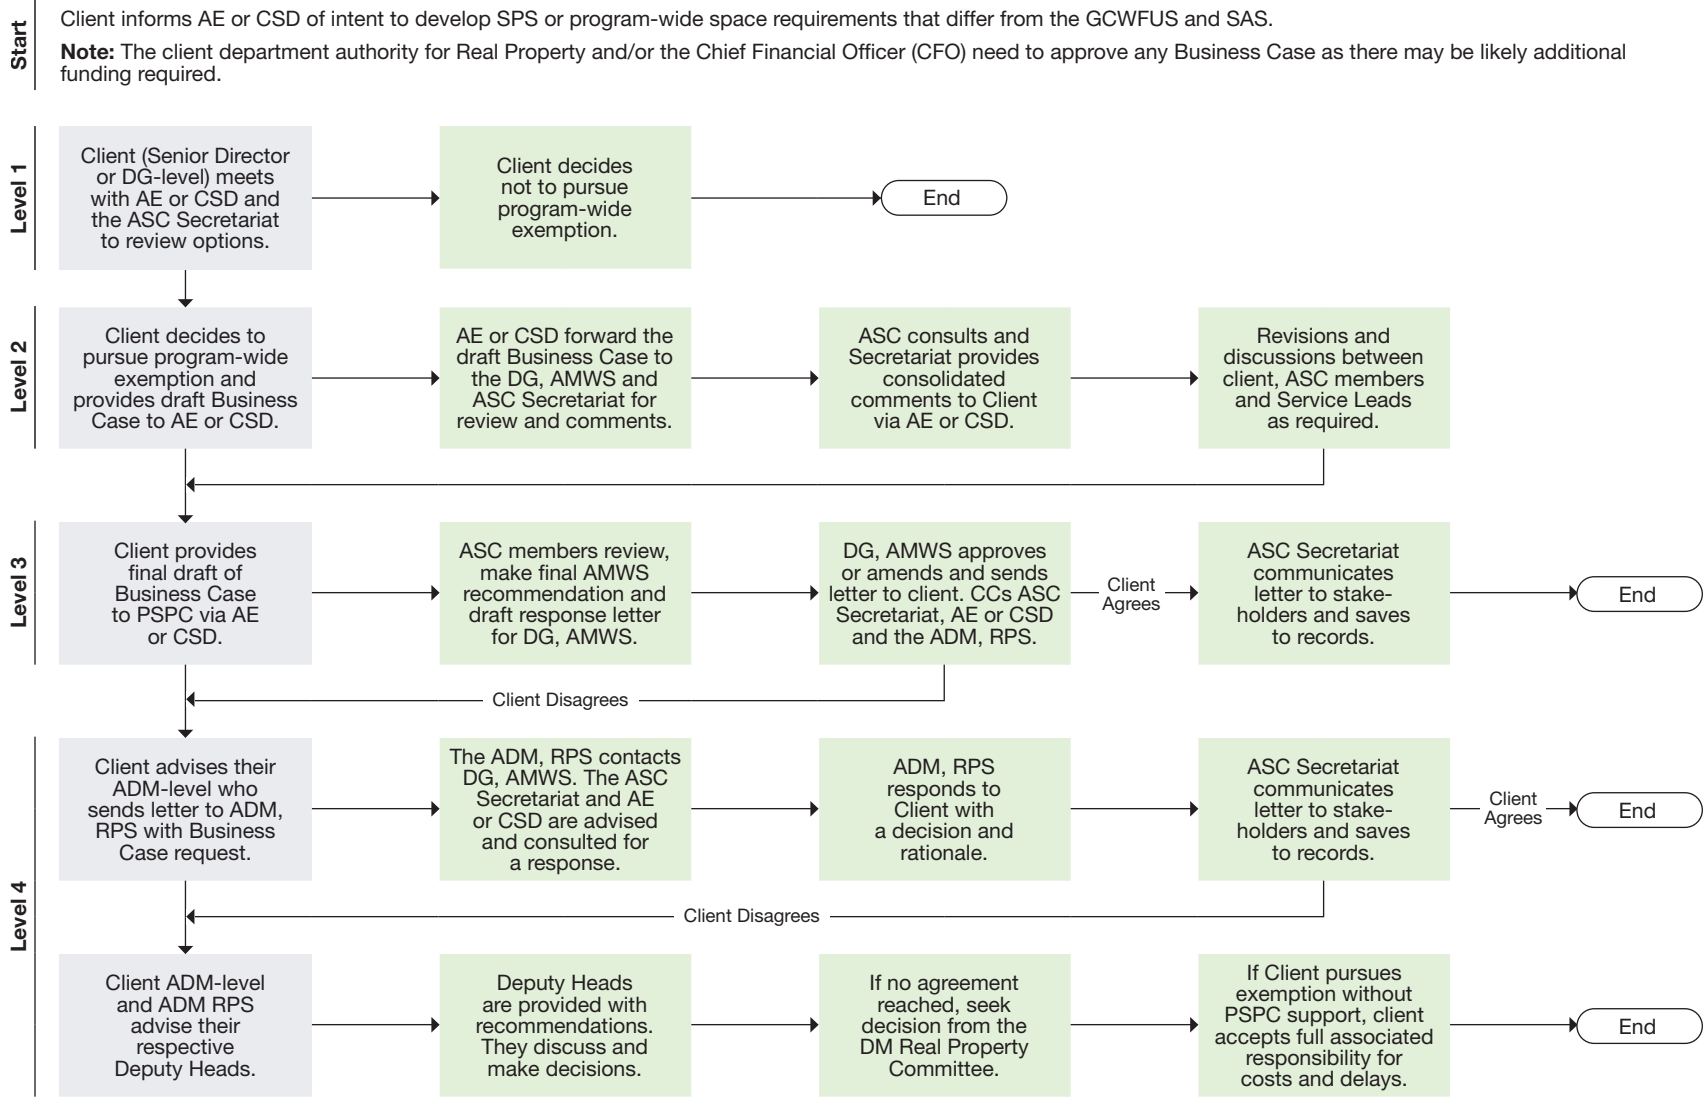 Start
Client informs AE or CSD of intent to develop SPS or program-wide space requirements that differ from the GCWFUS and SAS.
Note: The client department authority for Real Property and/or the Chief Financial Officer (CFO) need to approve any Business Case as there may be likely additional
funding required.
Level 1
Client (Senior Director
or DG-level) meets
with AE or CSD and
the ASC Secretariat
to review options.
Client decides
not to pursue
program-wide
exemption.
End
Level 2
Client decides to
pursue program-wide
exemption and
provides draft Business
Case to AE or CSD.
AE or CSD forward the
draft Business Case to
the DG, AMWS and
ASC Secretariat for
review and comments.
ASC consults and
Secretariat provides
consolidated
comments to Client
via AE or CSD.
Revisions and
discussions between
client, ASC members
and Service Leads
as required.
Level 3
Client provides
final draft of
Business Case
to PSPC via AE
or CSD.
ASC members review,
make final AMWS
recommendation and
draft response letter
for DG, AMWS.
DG, AMWS approves
or amends and sends
letter to client. CCs ASC
Secretariat, AE or CSD
and the ADM, RPS.
Client
Agrees
ASC Secretariat
communicates
letter to stake-
holders and saves
to records.
End
Client Disagrees
Level 4
Client advises their
ADM-level who
sends letter to ADM,
RPS with Business
Case request.
The ADM, RPS contacts
DG, AMWS. The ASC
Secretariat and AE
or CSD are advised
and consulted for
a response.
ADM, RPS
responds to
Client with
a decision and
rationale.
ASC Secretariat
communicates
letter to stake-
holders and saves
to records.
Client
Agrees
End
Client Disagrees
Client ADM-level
and ADM RPS
advise their
respective
Deputy Heads.
Deputy Heads
are provided with
recommendations.
They discuss and
make decisions.
If no agreement
reached, seek
decision from the
DM Real Property
Committee.
If Client pursues
exemption without
PSPC support, client
accepts full associated
responsibility for
costs and delays.
End